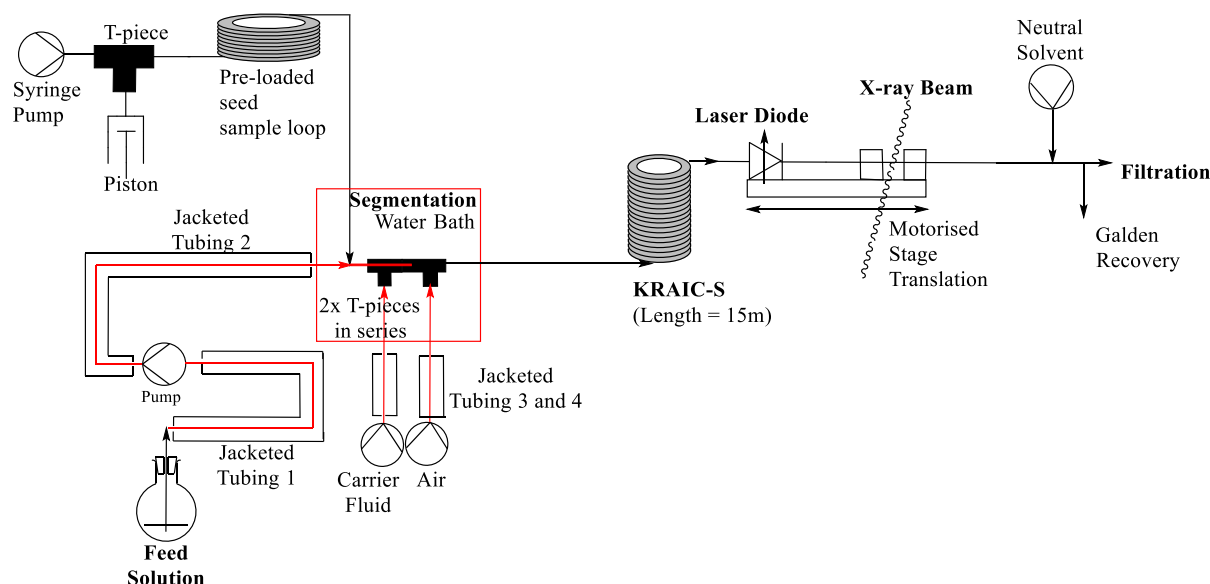 T-piece
Syringe
Pump
Piston
Pre-loaded
seed
sample loop
Neutral
Solvent
X-ray Beam
Laser Diode
Filtration
Galden
Recovery
Motorised
Stage
Translation
KRAIC-S
(Length = 15m)
Segmentation
Water Bath
2x T-pieces
in series
Jacketed
Tubing 2
Pump
Jacketed
Tubing 1
Jacketed
Tubing 3 and 4
Carrier
Fluid
Air
Feed
Solution